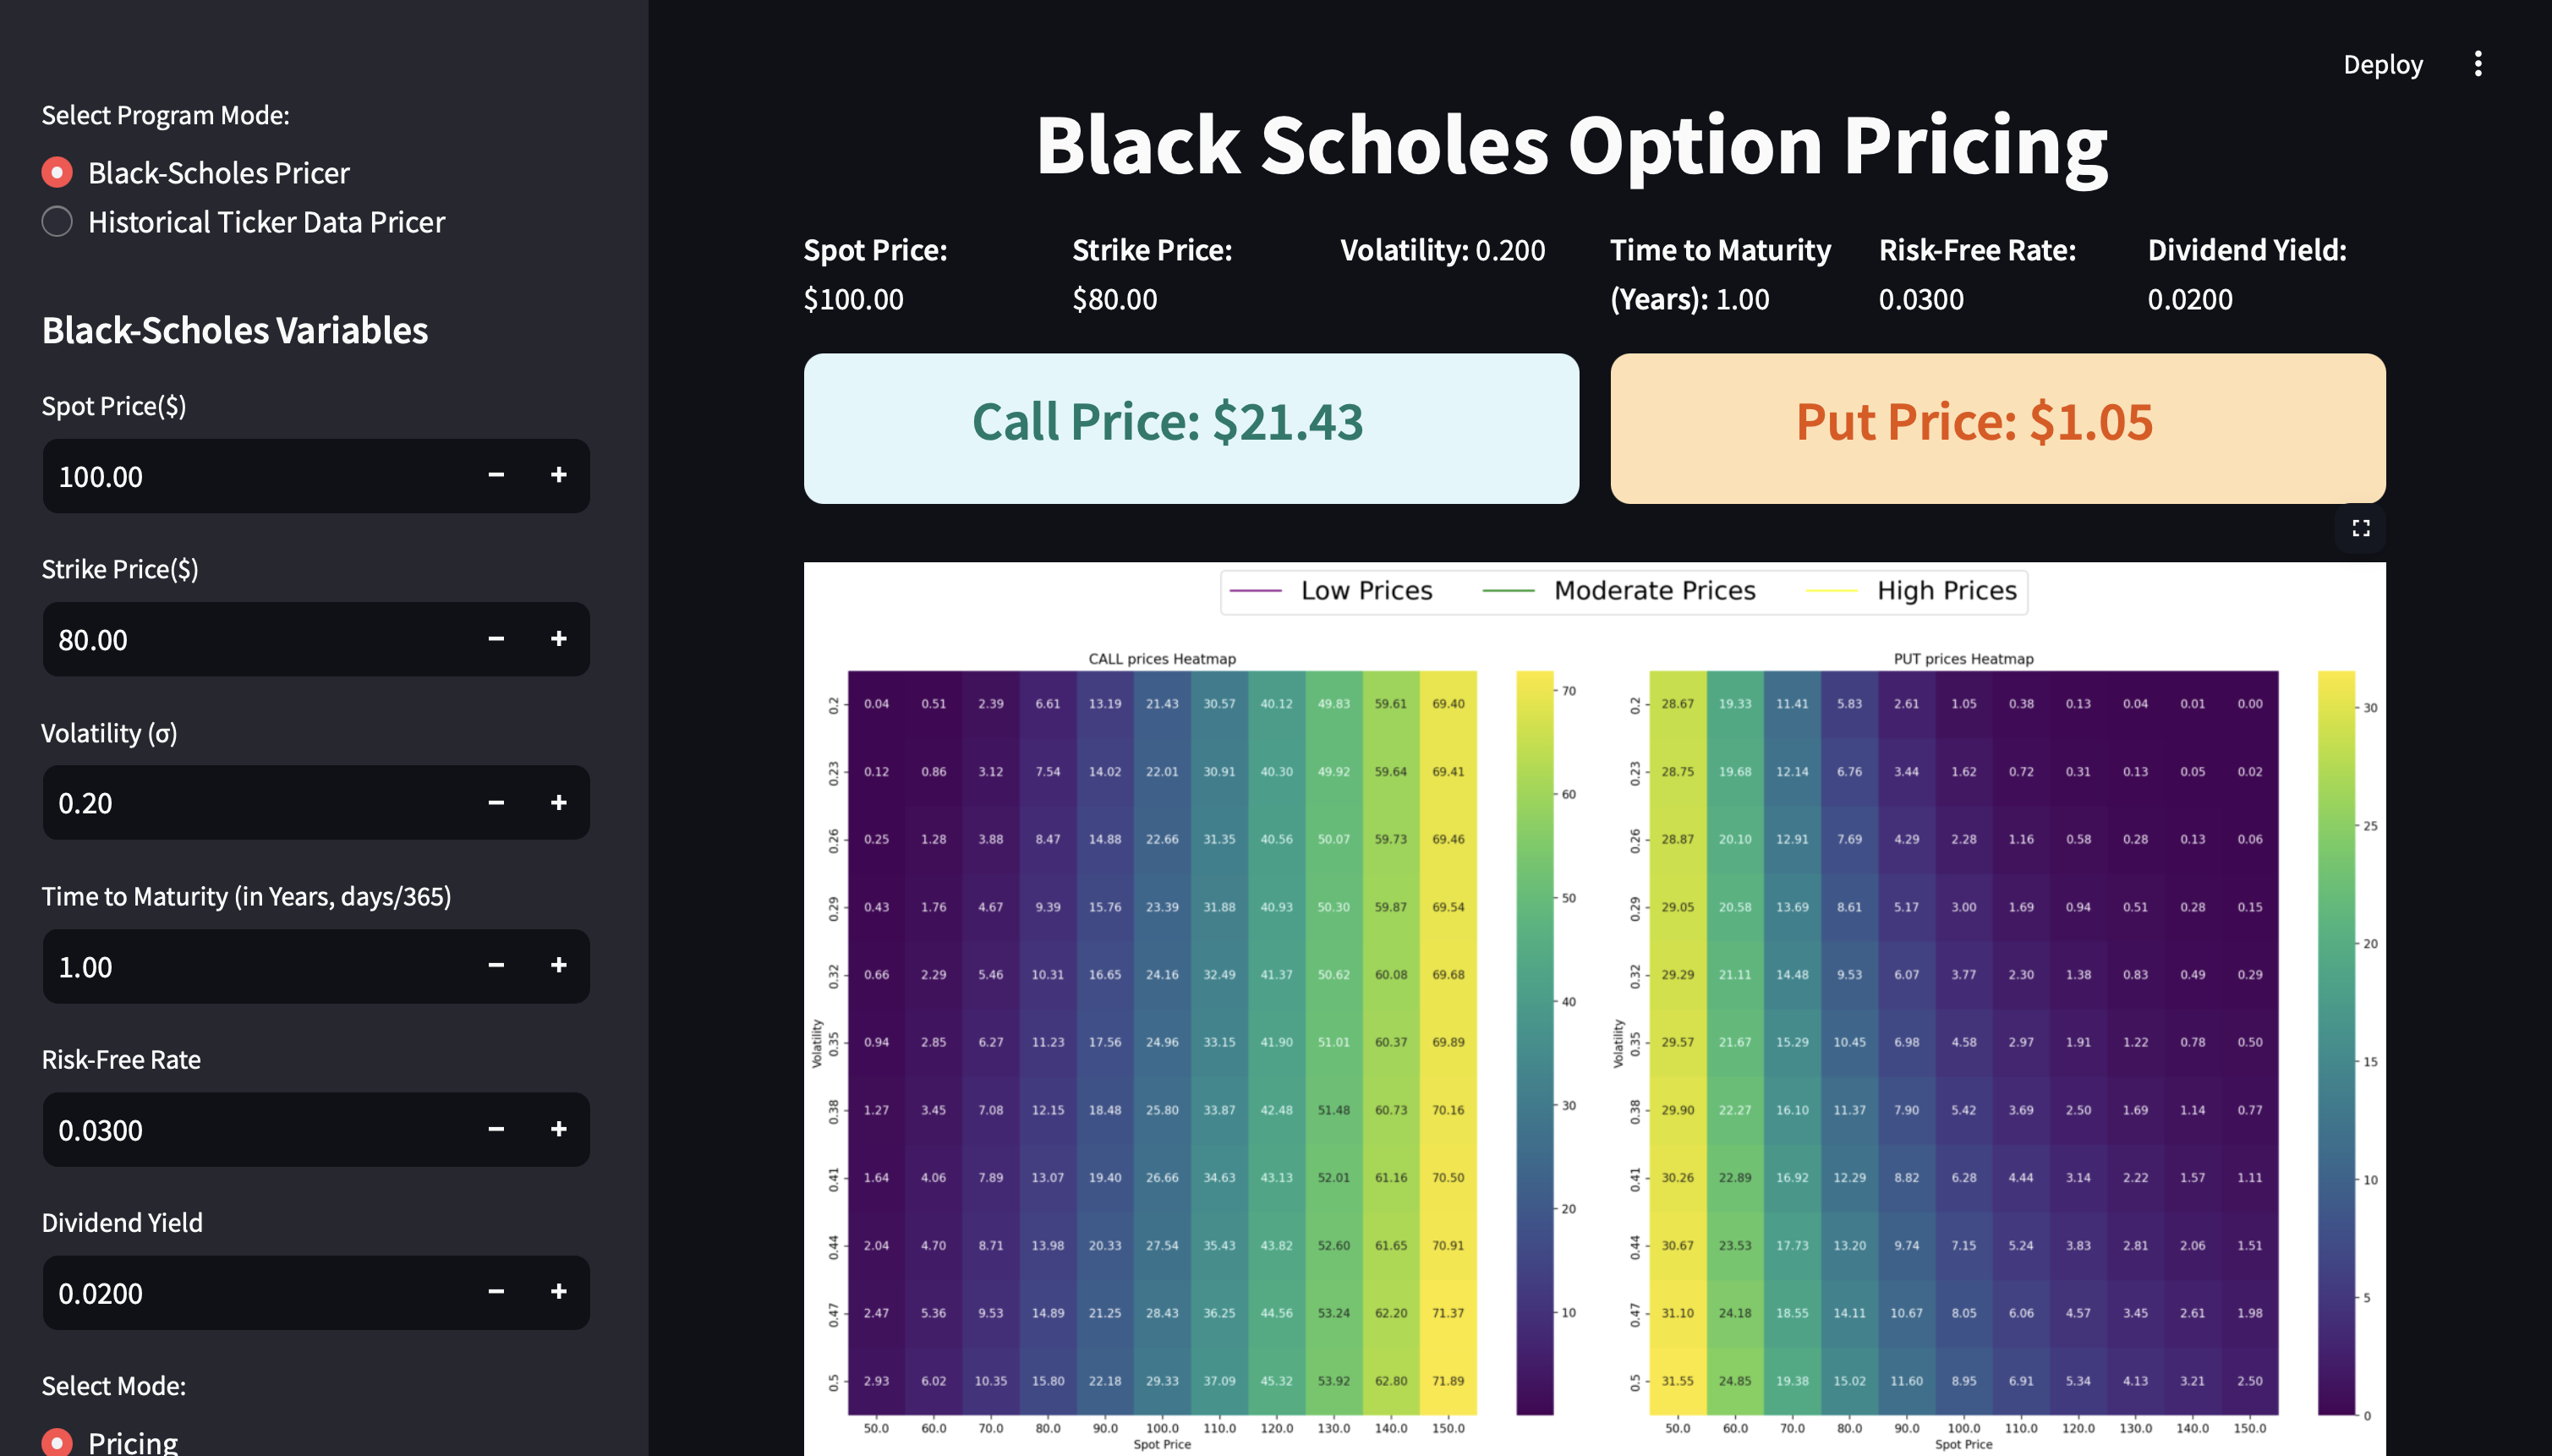 Deploy
Select Program Mode:
Black-Scholes Pricer
Historical Ticker Data Pricer
Black-Scholes Variables
Spot Price($)
100.00
Strike Price($)
80.00
Volatility (σ)
0.20
Time to Maturity (in Years, days/365)
1.00
Risk-Free Rate
0.0300
Dividend Yield
0.0200
Select Mode:
Pricing
Black Scholes Option Pricing
Spot Price:
$100.00
Strike Price:
$80.00
Volatility: 0.200
Time to Maturity
(Years): 1.00
Risk-Free Rate:
0.0300
Dividend Yield:
0.0200
Call Price: $21.43
Put Price: $1.05
Low Prices Moderate Prices High Prices
CALL prices Heatmap
Volatility
0.2 0.04 0.51 2.39 6.61 13.19 21.43 30.57 40.12 49.83 59.61 69.40
0.23 0.12 0.86 3.12 7.54 14.02 22.01 30.91 40.30 49.92 59.64 69.41
0.26 0.25 1.28 3.88 8.47 14.88 22.66 31.35 40.56 50.07 59.73 69.46
0.29 0.43 1.76 4.67 9.39 15.76 23.39 31.88 40.93 50.30 59.87 69.54
0.32 0.66 2.29 5.46 10.31 16.65 24.16 32.49 41.37 50.62 60.08 69.68
0.35 0.94 2.85 6.27 11.23 17.56 24.96 33.15 41.90 51.01 60.37 69.89
0.38 1.27 3.45 7.08 12.15 18.48 25.80 33.87 42.48 51.48 60.73 70.16
0.41 1.64 4.06 7.89 13.07 19.40 26.66 34.63 43.13 52.01 61.16 70.50
0.44 2.04 4.70 8.71 13.98 20.33 27.54 35.43 43.82 52.60 61.65 70.91
0.47 2.47 5.36 9.53 14.89 21.25 28.43 36.25 44.56 53.24 62.20 71.37
0.5 2.93 6.02 10.35 15.80 22.18 29.33 37.09 45.32 53.92 62.80 71.89
50.0 60.0 70.0 80.0 90.0 100.0 110.0 120.0 130.0 140.0 150.0
Spot Price
70
60
50
40
30
20
10
PUT prices Heatmap
Volatility
0.2 28.67 19.33 11.41 5.83 2.61 1.05 0.38 0.13 0.04 0.01 0.00
0.23 28.75 19.68 12.14 6.76 3.44 1.62 0.72 0.31 0.13 0.05 0.02
0.26 28.87 20.10 12.91 7.69 4.29 2.28 1.16 0.58 0.28 0.13 0.06
0.29 29.05 20.58 13.69 8.61 5.17 3.00 1.69 0.94 0.51 0.28 0.15
0.32 29.29 21.11 14.48 9.53 6.07 3.77 2.30 1.38 0.83 0.49 0.29
0.35 29.57 21.67 15.29 10.45 6.98 4.58 2.97 1.91 1.22 0.78 0.50
0.38 29.90 22.27 16.10 11.37 7.90 5.42 3.69 2.50 1.69 1.14 0.77
0.41 30.26 22.89 16.92 12.29 8.82 6.28 4.44 3.14 2.22 1.57 1.11
0.44 30.67 23.53 17.73 13.20 9.74 7.15 5.24 3.83 2.81 2.06 1.51
0.47 31.10 24.18 18.55 14.11 10.67 8.05 6.06 4.57 3.45 2.61 1.98
0.5 31.55 24.85 19.38 15.02 11.60 8.95 6.91 5.34 4.13 3.21 2.50
50.0 60.0 70.0 80.0 90.0 100.0 110.0 120.0 130.0 140.0 150.0
Spot Price
30
25
20
15
10
5
0